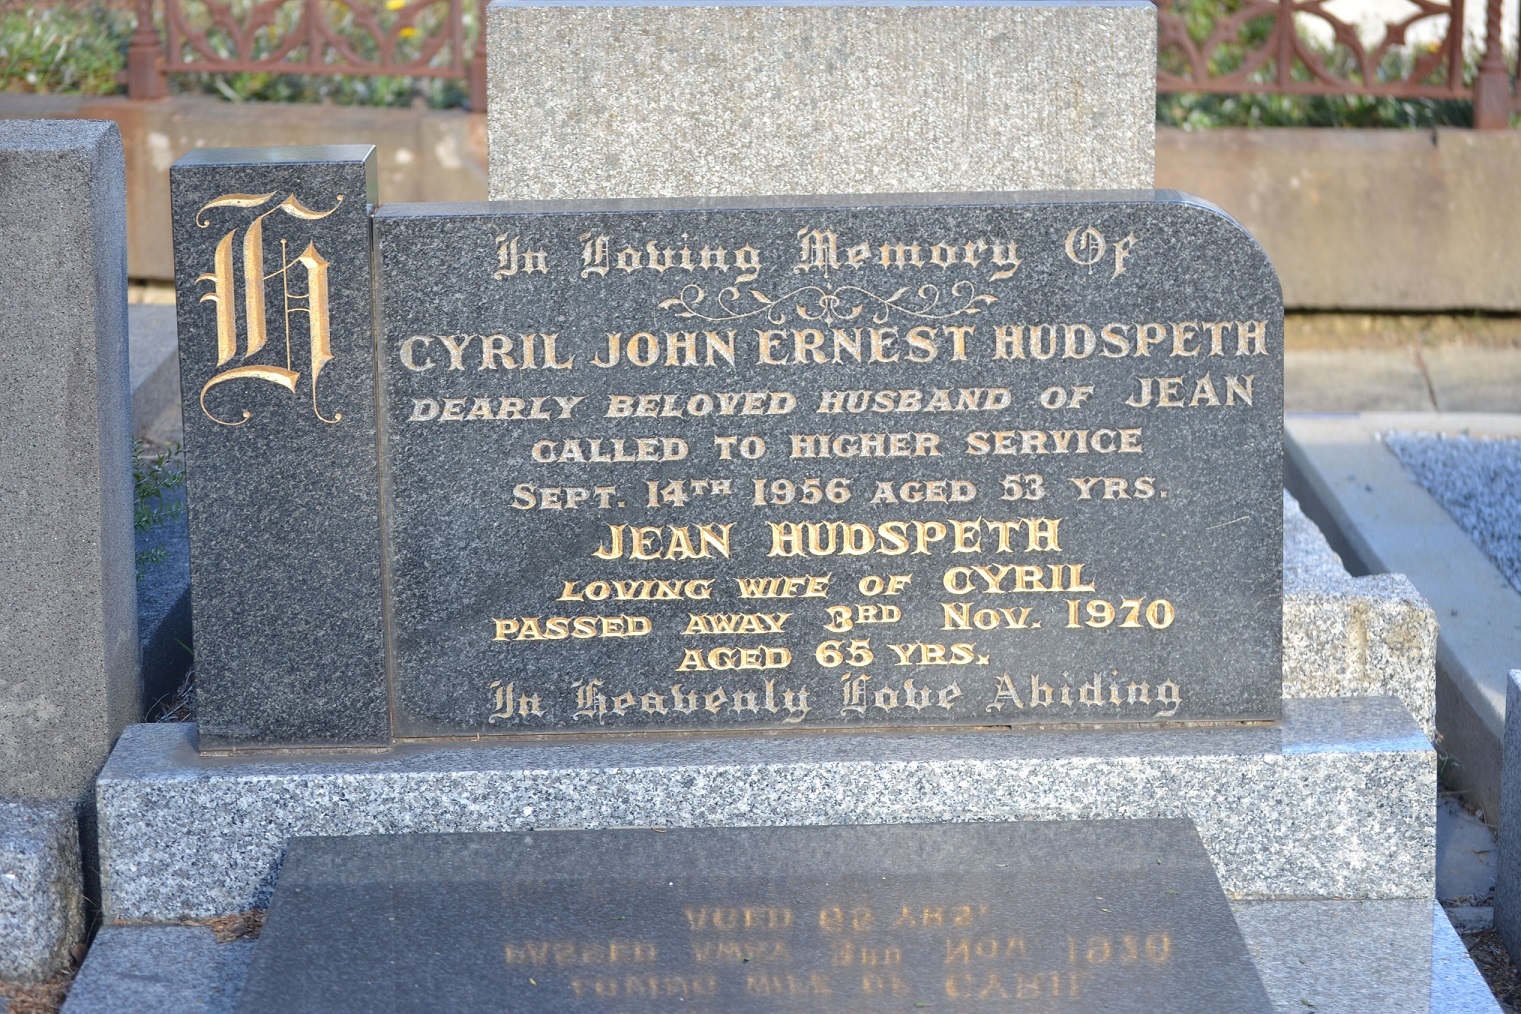 H
In Loving Memory Of
CYRIL JOHN ERNEST HUDSPETH
DEARLY BELOVED HUSBAND OF JEAN
CALLED TO HIGHER SERVICE
SEPT. 14TH 1956 AGED 53 YRS.
JEAN HUDSPETH
LOVING WIFE OF CYRIL
PASSED AWAY 3RD NOV. 1970
AGED 65 YRS.
In Heavenly Love Abiding